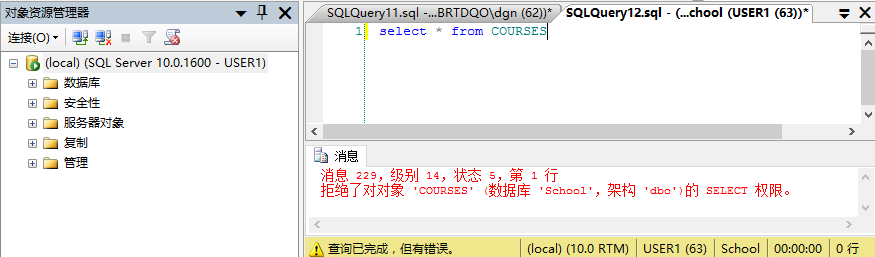 对象资源管理器
连接(O)
(local) (SQL Server 10.0.1600 - USER1)
数据库
安全性
服务器对象
复制
管理
SQLQuery11.sql -...BRTDQO\dgn (62))*
SQLQuery12.sql - (...chool (USER1 (63))*
1 select * from COURSES
消息
消息 229，级别 14，状态 5，第 1 行
拒绝了对对象 'COURSES' (数据库 'School'，架构 'dbo')的 SELECT 权限。
查询已完成，但有错误。
(local) (10.0 RTM)
USER1 (63)
School
00:00:00
0 行